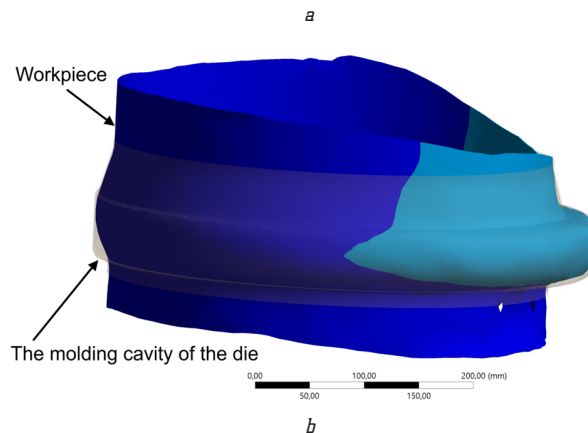 a
Workpiece
The molding cavity of the die
0,00 100,00 200,00 (mm)
50,00 150,00
b